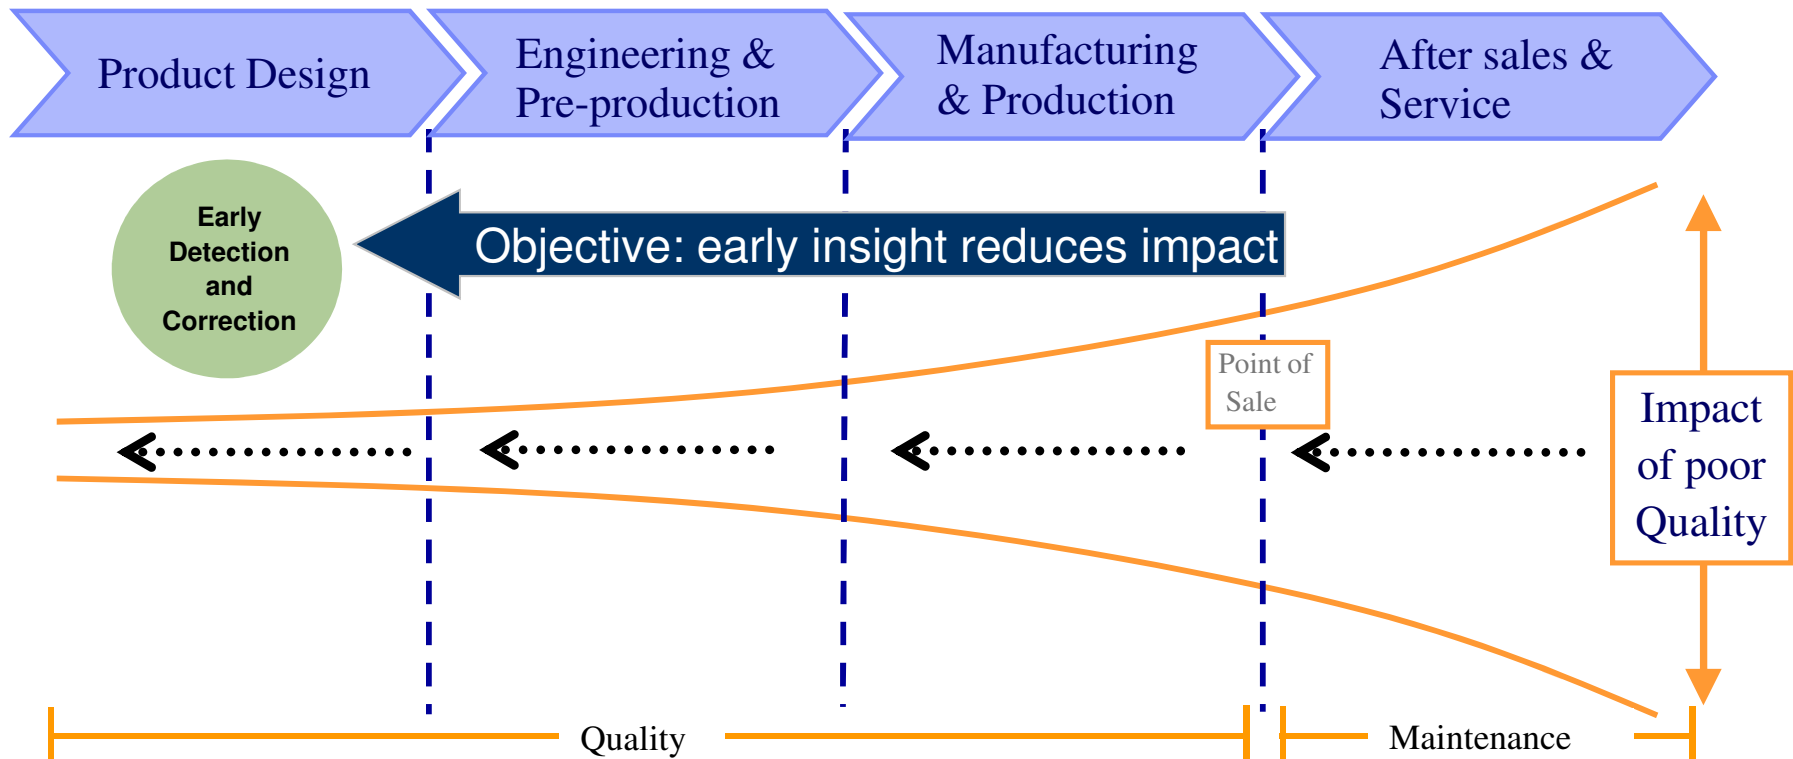 Product Design
Engineering &
Pre-production
Manufacturing
& Production
After sales &
Service
Early
Detection
and
Correction
Objective: early insight reduces impact
Point of
Sale
Impact
of poor
Quality
Quality
Maintenance